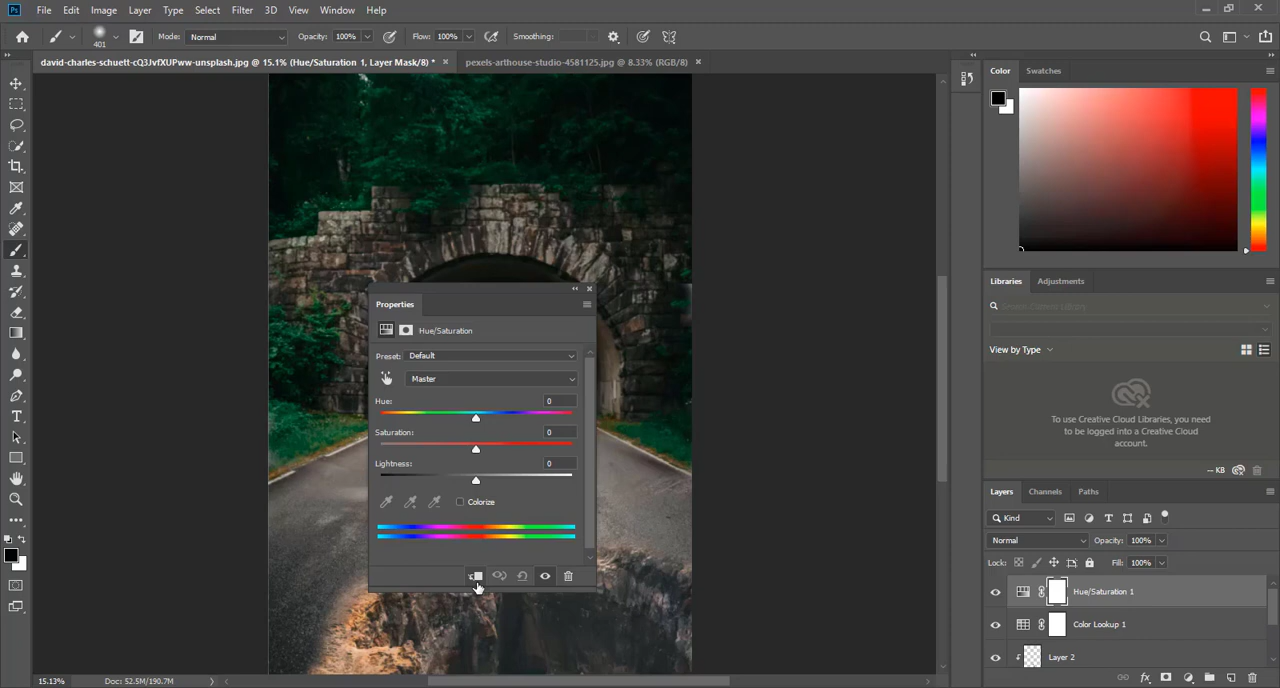 Ps File Edit Image Layer Type Select Filter 3D View Window Help
401 Mode: Normal Opacity: 100% Flow: 100% Smoothing:
david-charles-schuett-cQ3JvfXUPww-unsplash.jpg @ 15.1% (Hue/Saturation 1, Layer Mask/8) * × pexels-arthouse-studio-4581125.jpg @ 8.33% (RGB/8) ×
Color Swatches
Libraries Adjustments
View by Type
To use Creative Cloud Libraries, you
need to be logged into a Creative Cloud
account.
-- KB
Properties
Hue/Saturation
Preset: Default
Master
Hue: 0
Saturation: 0
Lightness: 0
Colorize
Layers Channels Paths
Kind
Normal Opacity: 100%
Lock: Fill: 100%
Hue/Saturation 1
Color Lookup 1
Layer 2
15.13% Doc: 52.5M/190.7M